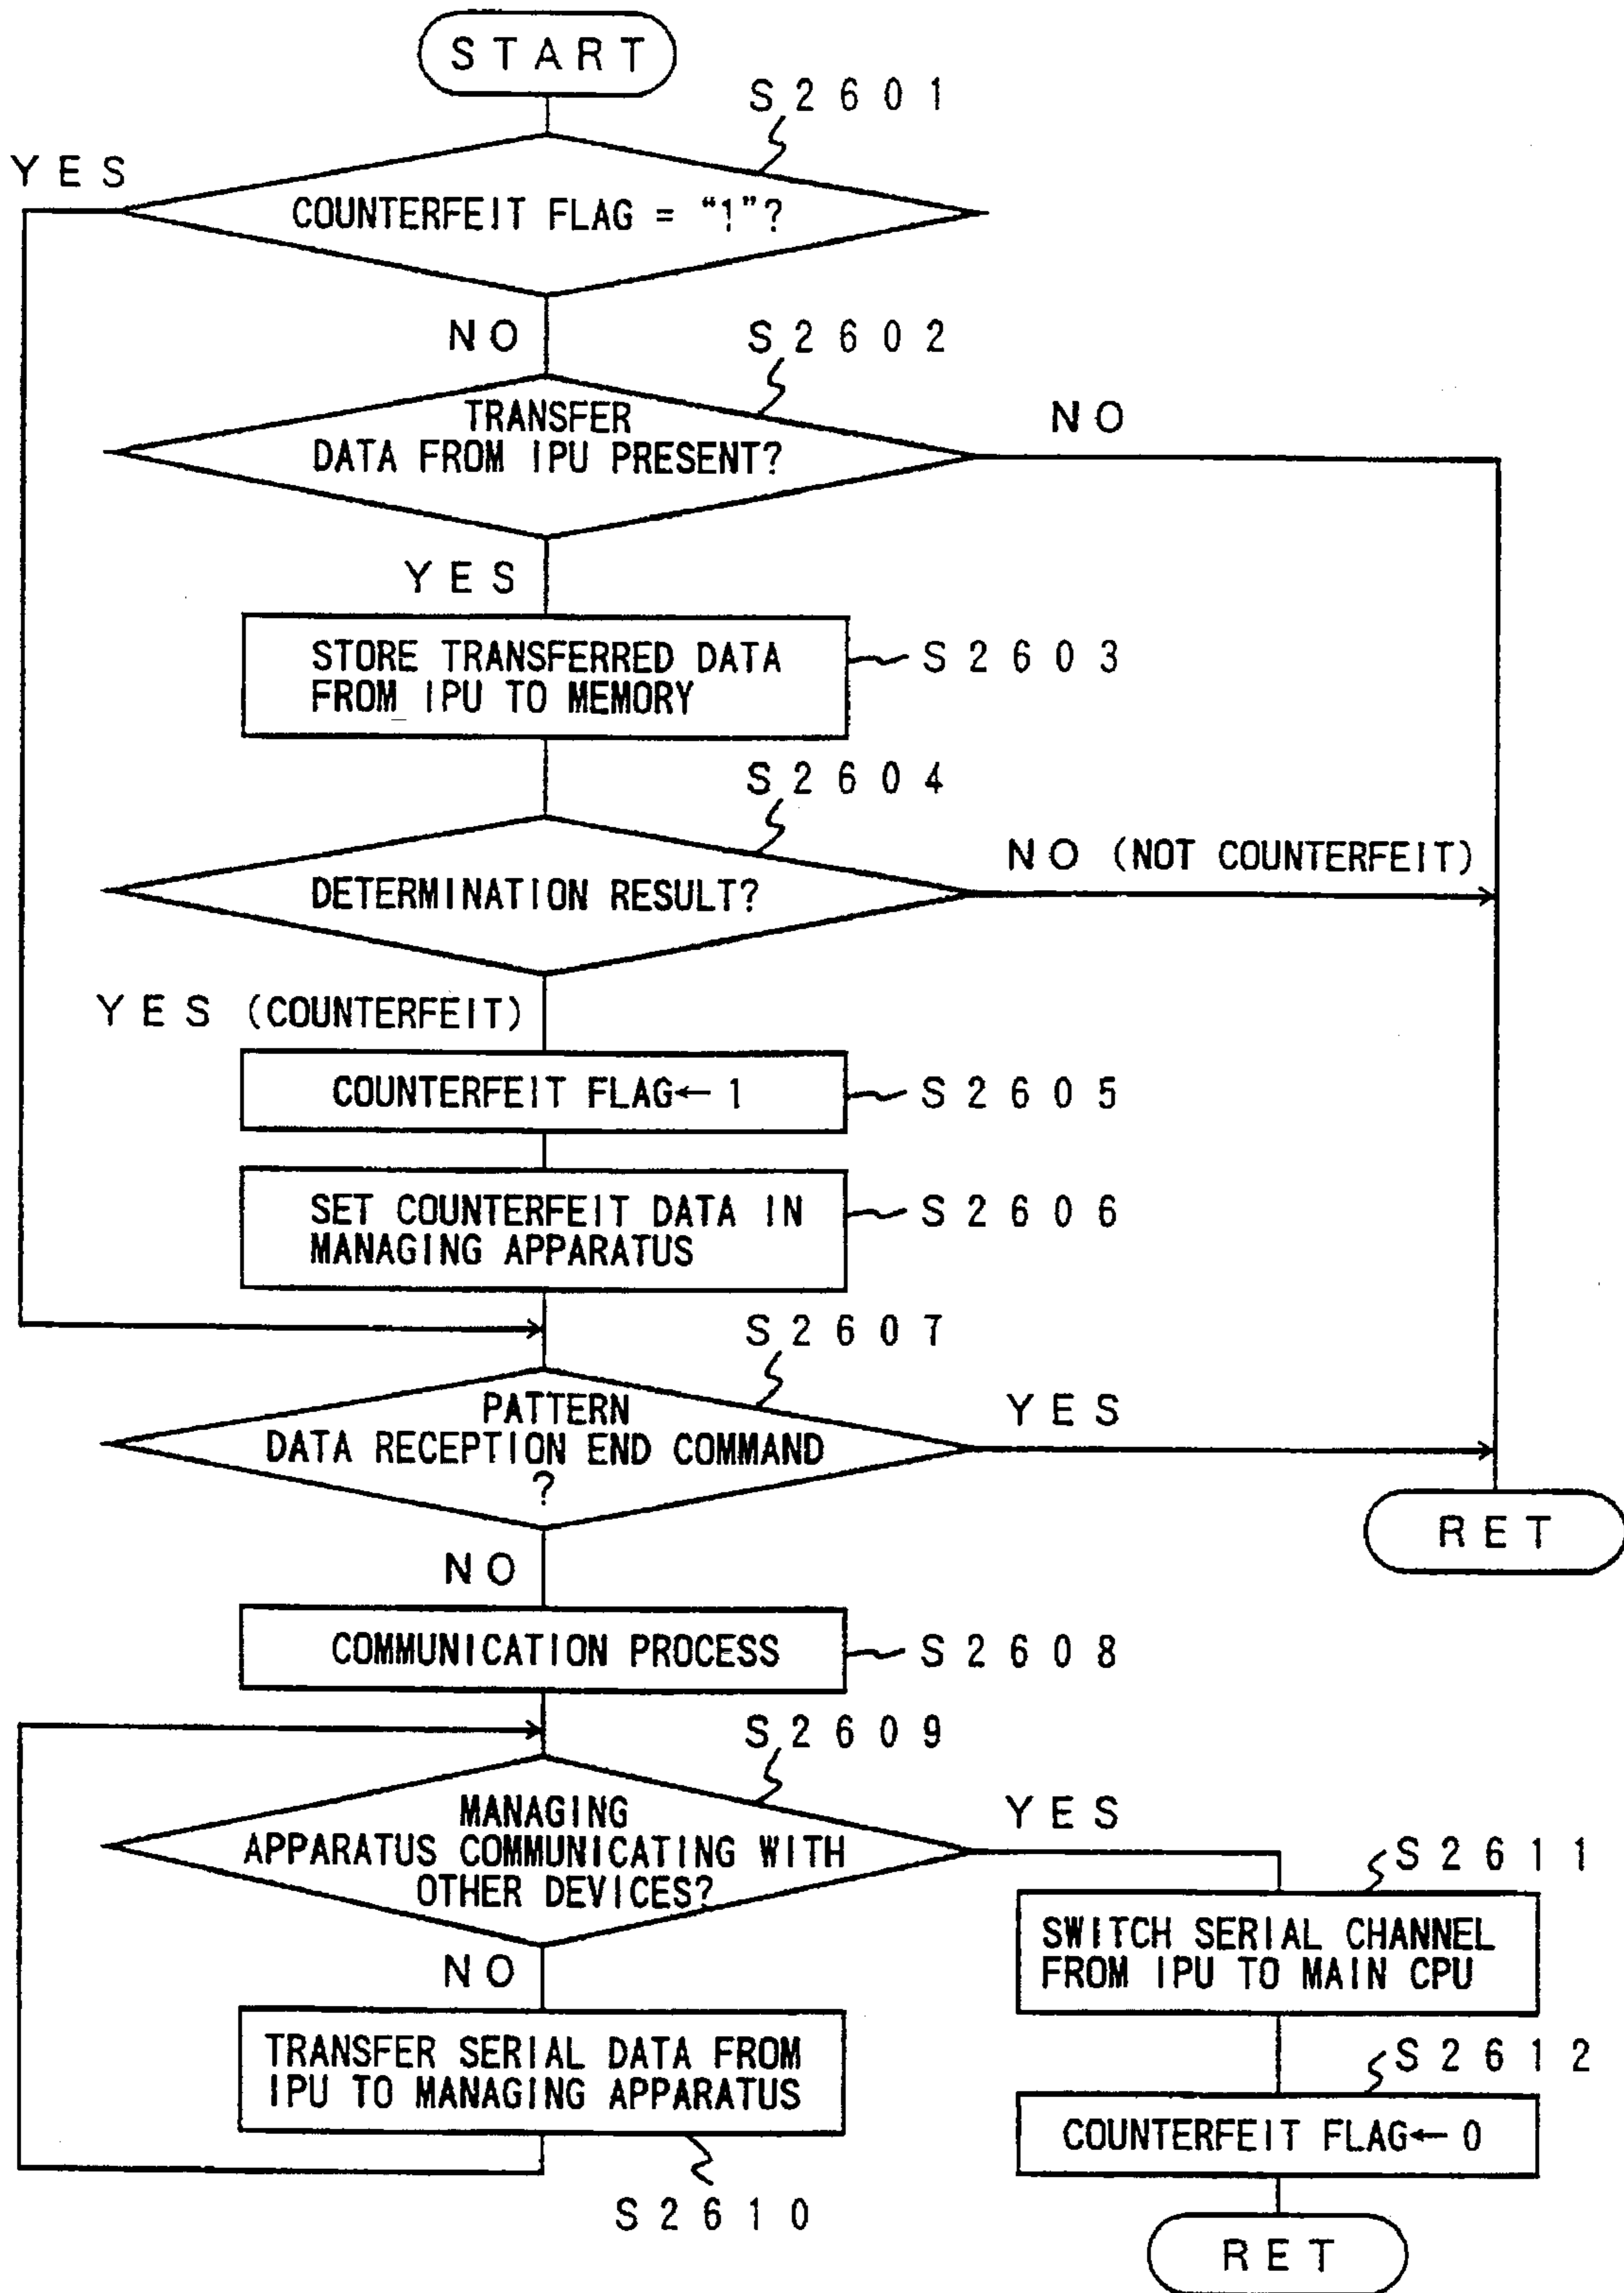 START
S2601
YES
COUNTERFEIT FLAG = "1"?
NO
S2602
TRANSFER
DATA FROM IPU PRESENT?
NO
YES
STORE TRANSFERRED DATA
FROM IPU TO MEMORY
S2603
S2604
DETERMINATION RESULT?
NO (NOT COUNTERFEIT)
YES (COUNTERFEIT)
COUNTERFEIT FLAG← 1
S2605
SET COUNTERFEIT DATA IN
MANAGING APPARATUS
S2606
S2607
PATTERN
DATA RECEPTION END COMMAND
?
YES
RET
NO
COMMUNICATION PROCESS
S2608
S2609
MANAGING
APPARATUS COMMUNICATING WITH
OTHER DEVICES?
YES
S2611
SWITCH SERIAL CHANNEL
FROM IPU TO MAIN CPU
NO
TRANSFER SERIAL DATA FROM
IPU TO MANAGING APPARATUS
S2610
S2612
COUNTERFEIT FLAG← 0
RET